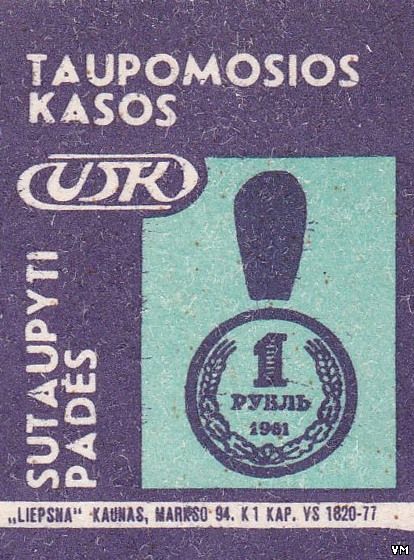 TAUPOMOSIOS
KASOS
USK
SUTAUPYTI
PADĖS
1
РУБЛЬ
1961
„LIEPSNA" KAUNAS, MARKSO 94. K 1 KAP. VS 1820-77
VM